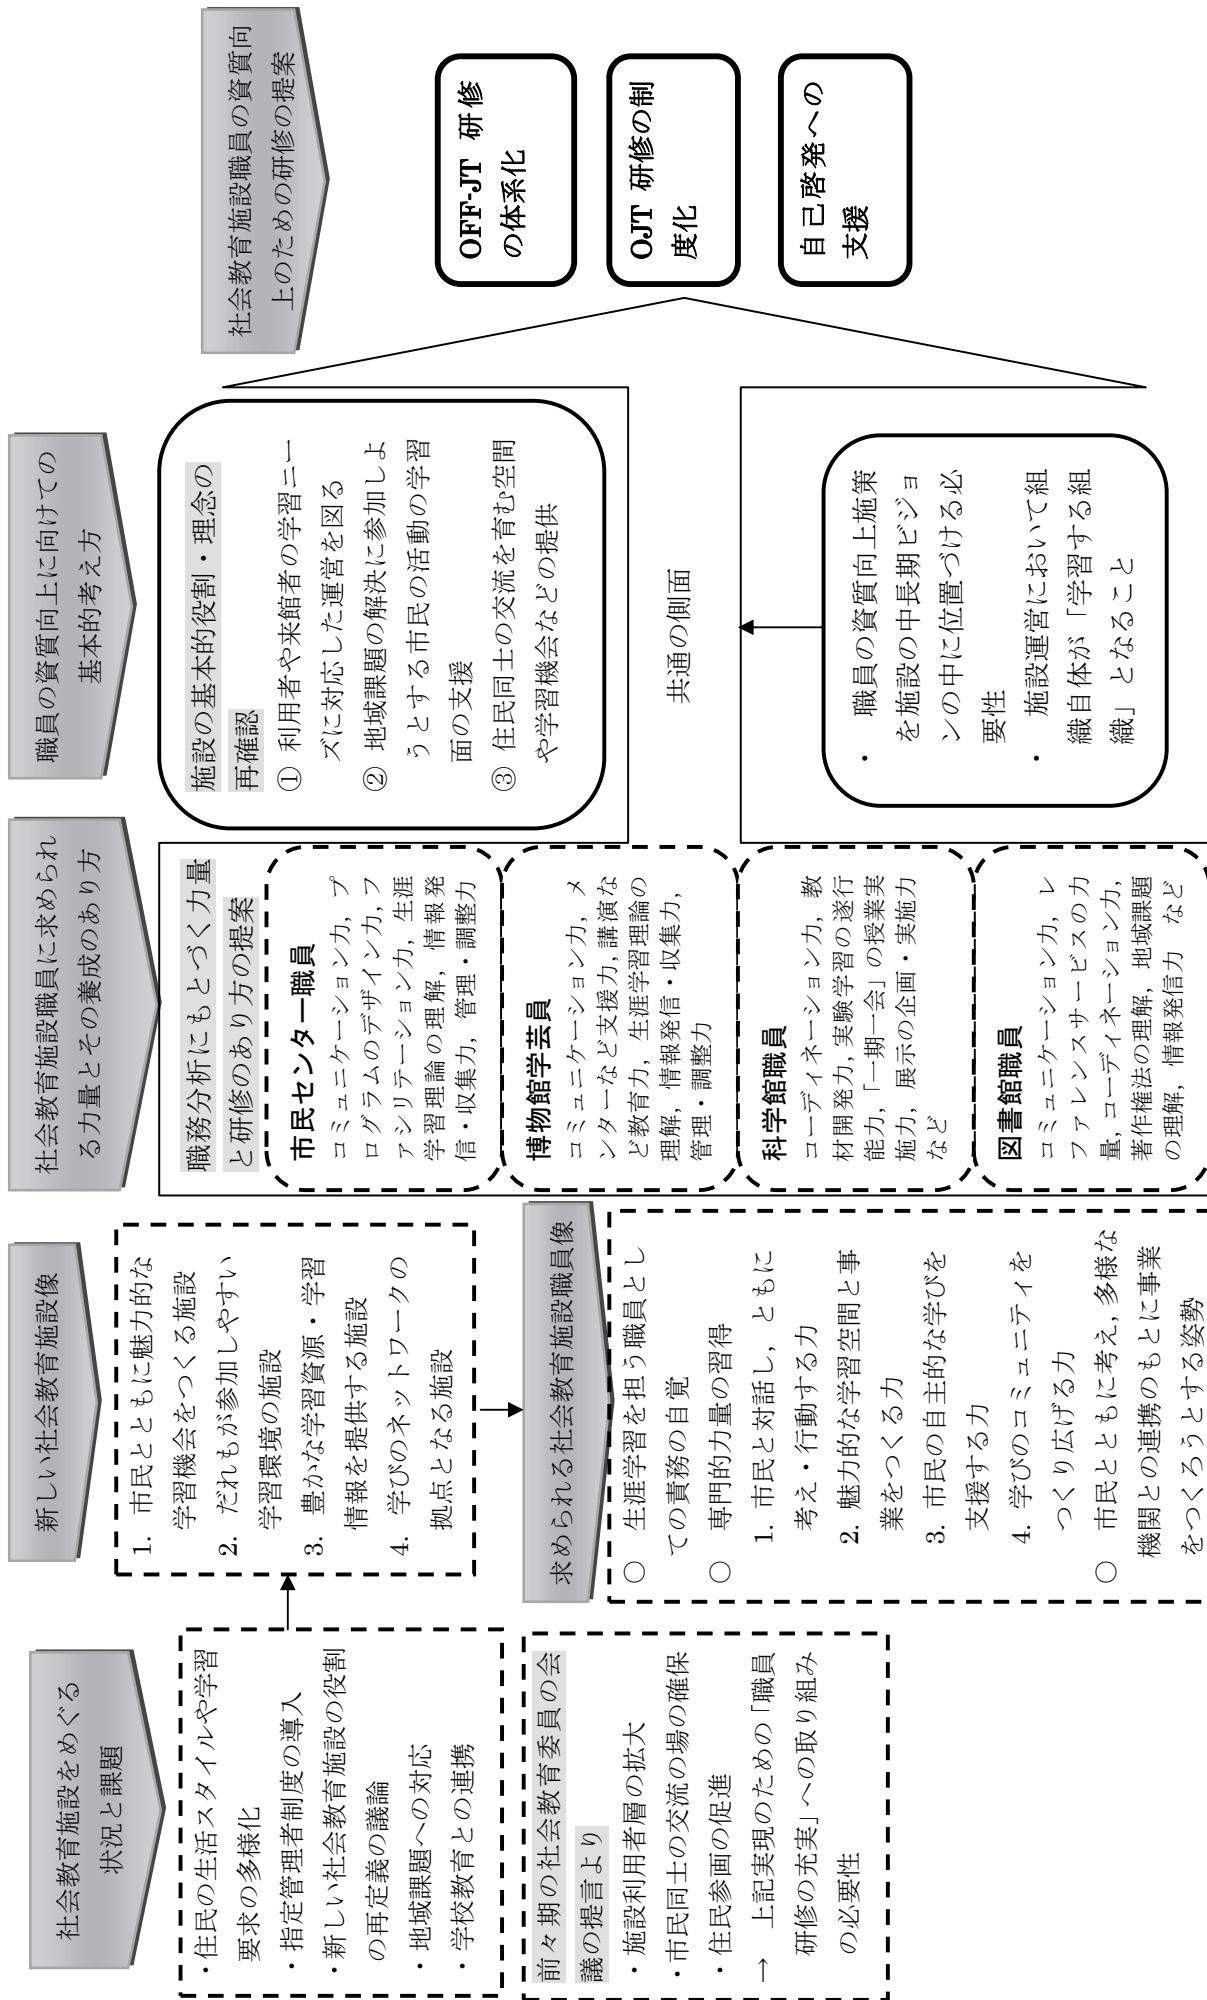 社会教育施設をめぐる
状況と課題
・住民の生活スタイルや学習
要求の多様化
・指定管理者制度の導入
・新しい社会教育施設の役割
の再定義の議論
・地域課題への対応
・学校教育との連携
前々期の社会教育委員の会
議の提言より
・施設利用者層の拡大
・市民同士の交流の場の確保
・住民参画の促進
→ 上記実現のための「職員
研修の充実」への取り組み
の必要性
新しい社会教育施設像
1. 市民とともに魅力的な
学習機会をつくる施設
2. だれもが参加しやすい
学習環境の施設
3. 豊かな学習資源・学習
情報を提供する施設
4. 学びのネットワークの
拠点となる施設
求められる社会教育施設職員像
○ 生涯学習を担う職員とし
ての責務の自覚
○ 専門的力量の習得
1. 市民と対話し，ともに
考え・行動する力
2. 魅力的な学習空間と事
業をつくる力
3. 市民の自主的な学びを
支援する力
4. 学びのコミュニティを
つくり広げる力
○ 市民とともに考え，多様な
機関との連携のもとに事業
をつくろうとする姿勢
社会教育施設職員に求められ
る力量とその養成のあり方
職務分析にもとづく力量
と研修のあり方の提案
市民センター職員
コミュニケーション力，プ
ログラムのデザイン力，フ
ァシリテーション力，生涯
学習理論の理解，情報発
信・収集力，管理・調整力
博物館学芸員
コミュニケーション力，メ
ンターなど支援力，講演な
ど教育力，生涯学習理論の
理解，情報発信・収集力，
管理・調整力
科学館職員
コーディネーション力，教
材開発力，実験学習の遂行
能力，「一期一会」の授業実
施力，展示の企画・実施力
など
図書館職員
コミュニケーション力，レ
ファレンスサービスのカ
量，コーディネーション力，
著作権法の理解，地域課題
の理解，情報発信力 など
職員の資質向上に向けての
基本的考え方
施設の基本的役割・理念の
再確認
① 利用者や来館者の学習ニー
ズに対応した運営を図る
② 地域課題の解決に参加しよ
うとする市民の活動の学習
面の支援
③ 住民同士の交流を育む空間
や学習機会などの提供
共通の側面
・ 職員の資質向上施策
を施設の中長期ビジョ
ンの中に位置づける必
要性
・ 施設運営において組
織自体が「学習する組
織」となること
社会教育施設職員の資質向
上のための研修の提案
OFF-JT 研修
の体系化
OJT 研修の制
度化
自己啓発への
支援